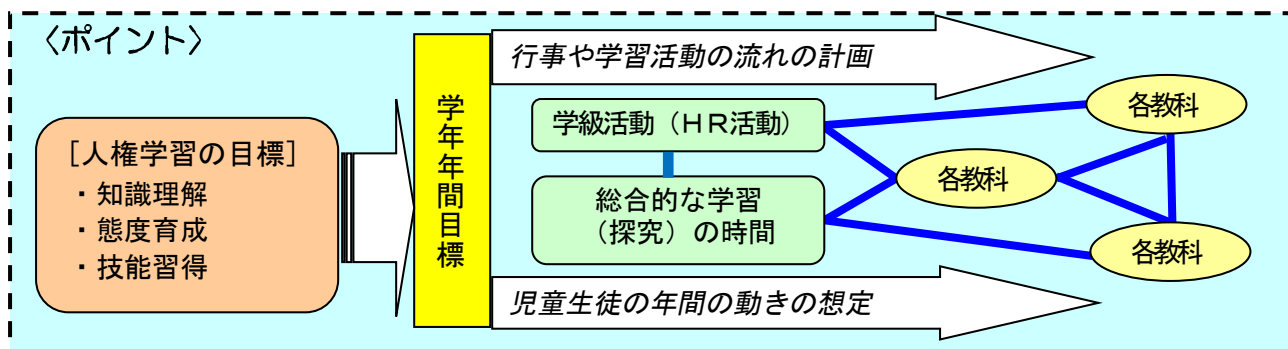 〈ポイント〉
[人権学習の目標]
・知識理解
・態度育成
・技能習得
学年年間目標
行事や学習活動の流れの計画
学級活動（ＨＲ活動）
総合的な学習
（探究）の時間
各教科
各教科
各教科
児童生徒の年間の動きの想定